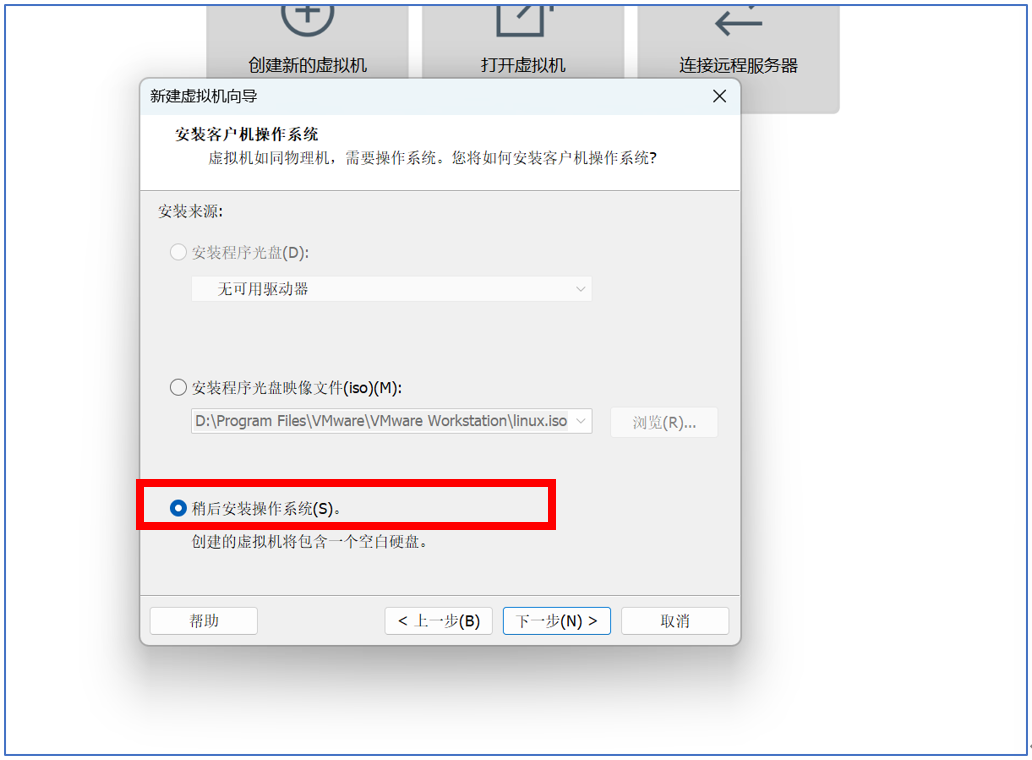 创建新的虚拟机
打开虚拟机
连接远程服务器
新建虚拟机向导
安装客户机操作系统
虚拟机如同物理机，需要操作系统。您将如何安装客户机操作系统?
安装来源:
安装程序光盘(D):
无可用驱动器
安装程序光盘映像文件(iso)(M):
D:\Program Files\VMware\VMware Workstation\linux.iso
浏览(R)...
稍后安装操作系统(S)。
创建的虚拟机将包含一个空白硬盘。
帮助
< 上一步(B)
下一步(N) >
取消